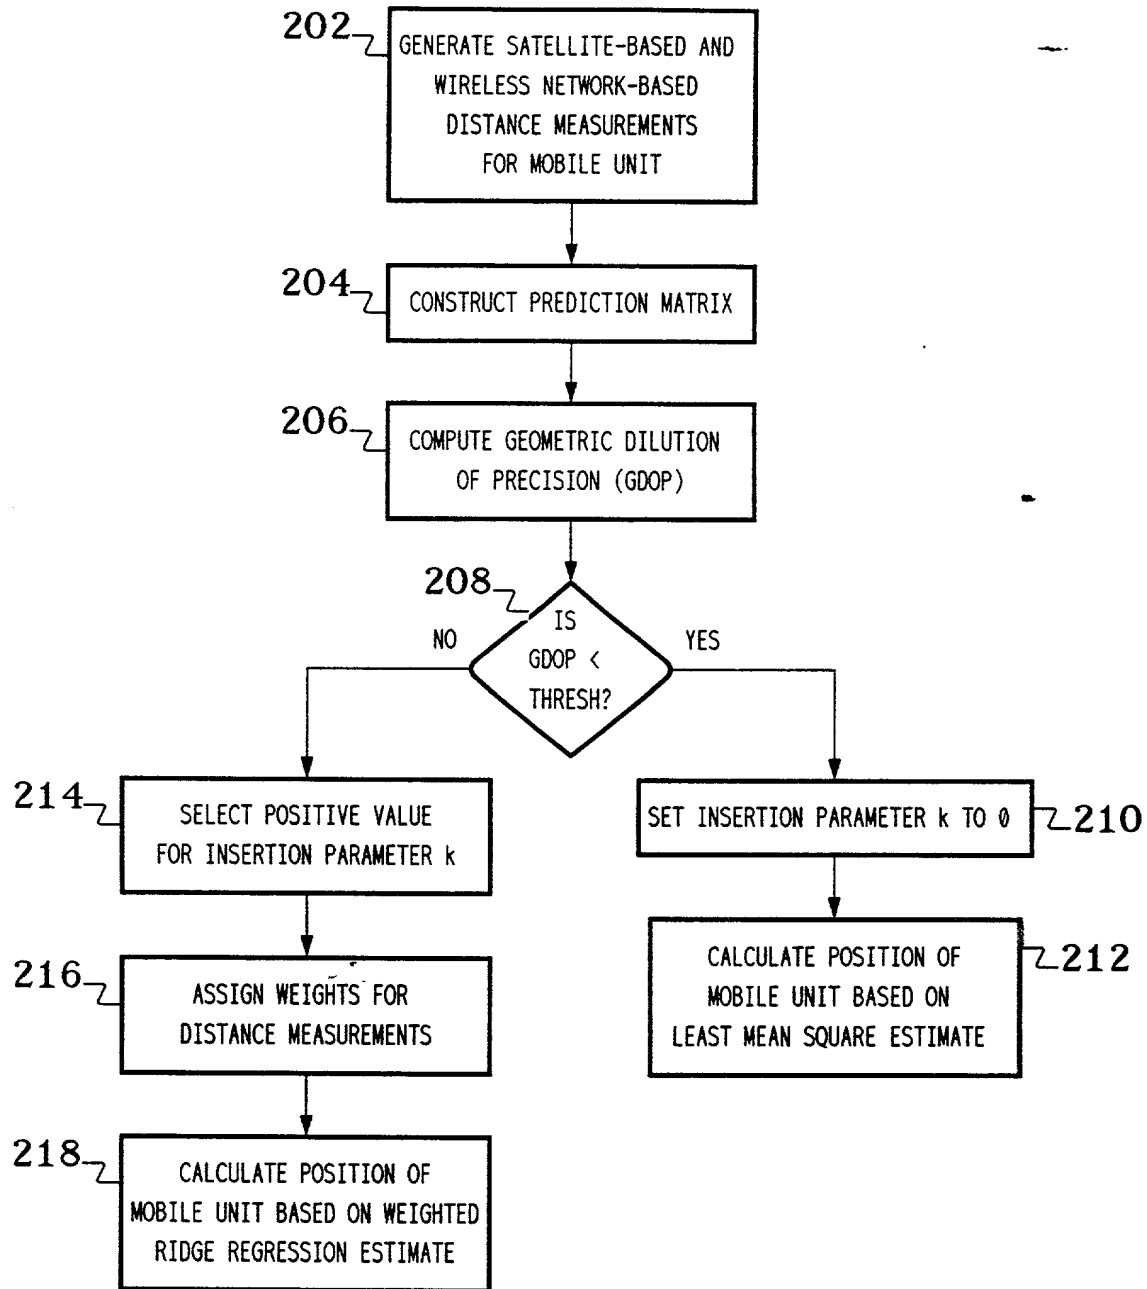 202
GENERATE SATELLITE-BASED AND
WIRELESS NETWORK-BASED
DISTANCE MEASUREMENTS
FOR MOBILE UNIT
204
CONSTRUCT PREDICTION MATRIX
206
COMPUTE GEOMETRIC DILUTION
OF PRECISION (GDOP)
208
IS
GDOP <
THRESH?
NO
YES
214
SELECT POSITIVE VALUE
FOR INSERTION PARAMETER k
216
ASSIGN WEIGHTS FOR
DISTANCE MEASUREMENTS
218
CALCULATE POSITION OF
MOBILE UNIT BASED ON WEIGHTED
RIDGE REGRESSION ESTIMATE
SET INSERTION PARAMETER k TO 0
210
CALCULATE POSITION OF
MOBILE UNIT BASED ON
LEAST MEAN SQUARE ESTIMATE
212